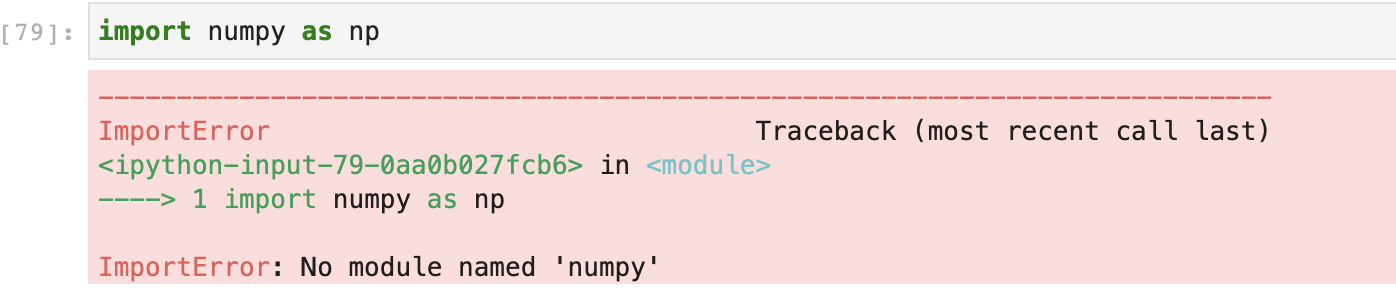 [79]: import numpy as np
---------------------------------------------------------------------------
ImportError                               Traceback (most recent call last)
<ipython-input-79-0aa0b027fcb6> in <module>
----> 1 import numpy as np

ImportError: No module named 'numpy'